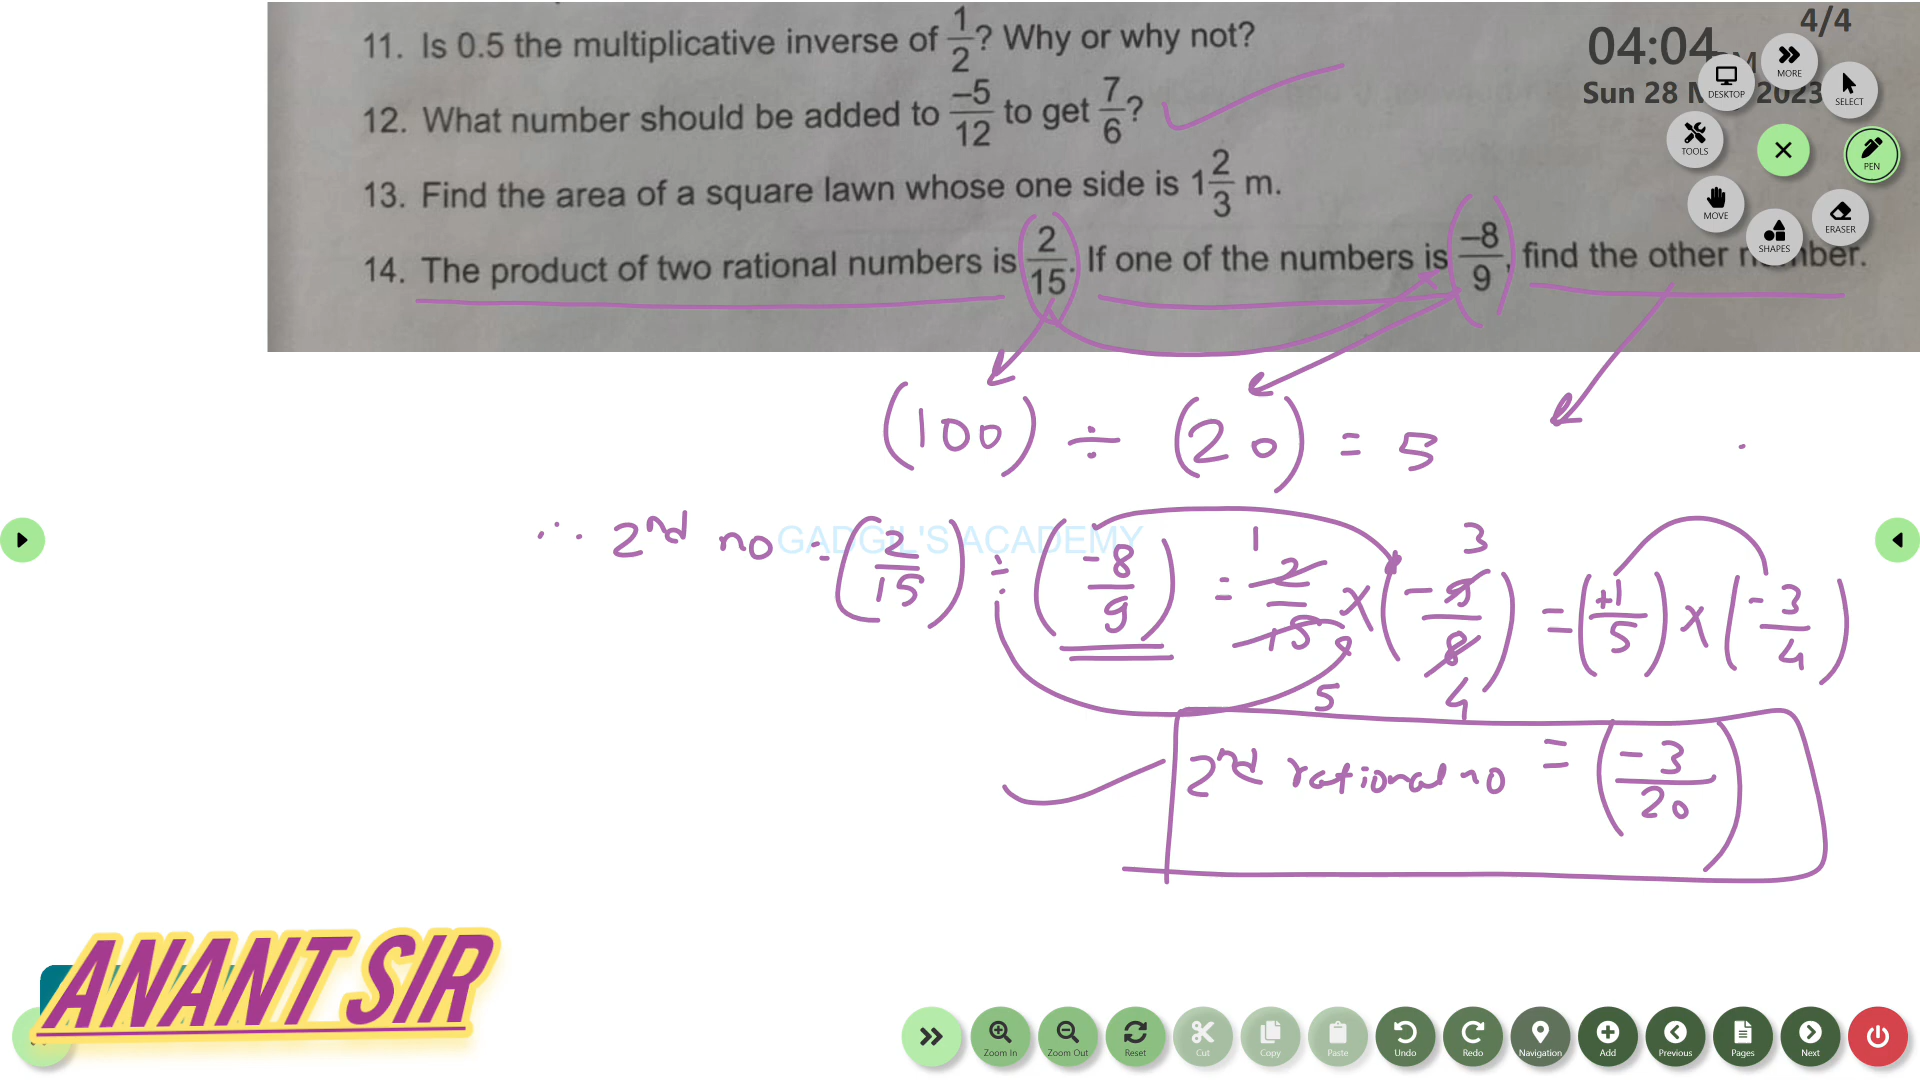 11. Is 0.5 the multiplicative inverse of 1/2? Why or why not?
12. What number should be added to –5/12 to get 7/6?
13. Find the area of a square lawn whose one side is 1 2/3 m.
14. The product of two rational numbers is 2/15. If one of the numbers is –8/9, find the other number.
4/4
04:04
Sun 28 M 2023
MORE
DESKTOP
SELECT
TOOLS
PEN
MOVE
SHAPES
ERASER
(100) ÷ (20) = 5
GADGIL'S ACADEMY
∴ 2nd no = (2/15) ÷ (-8/9) = 2/15 × (-9/8) = (+1/5) × (-3/4)
1 3
5 4
2nd rational no = (-3/20)
ANANT SIR
Zoom In
Zoom Out
Reset
Cut
Copy
Paste
Undo
Redo
Navigation
Add
Previous
Pages
Next